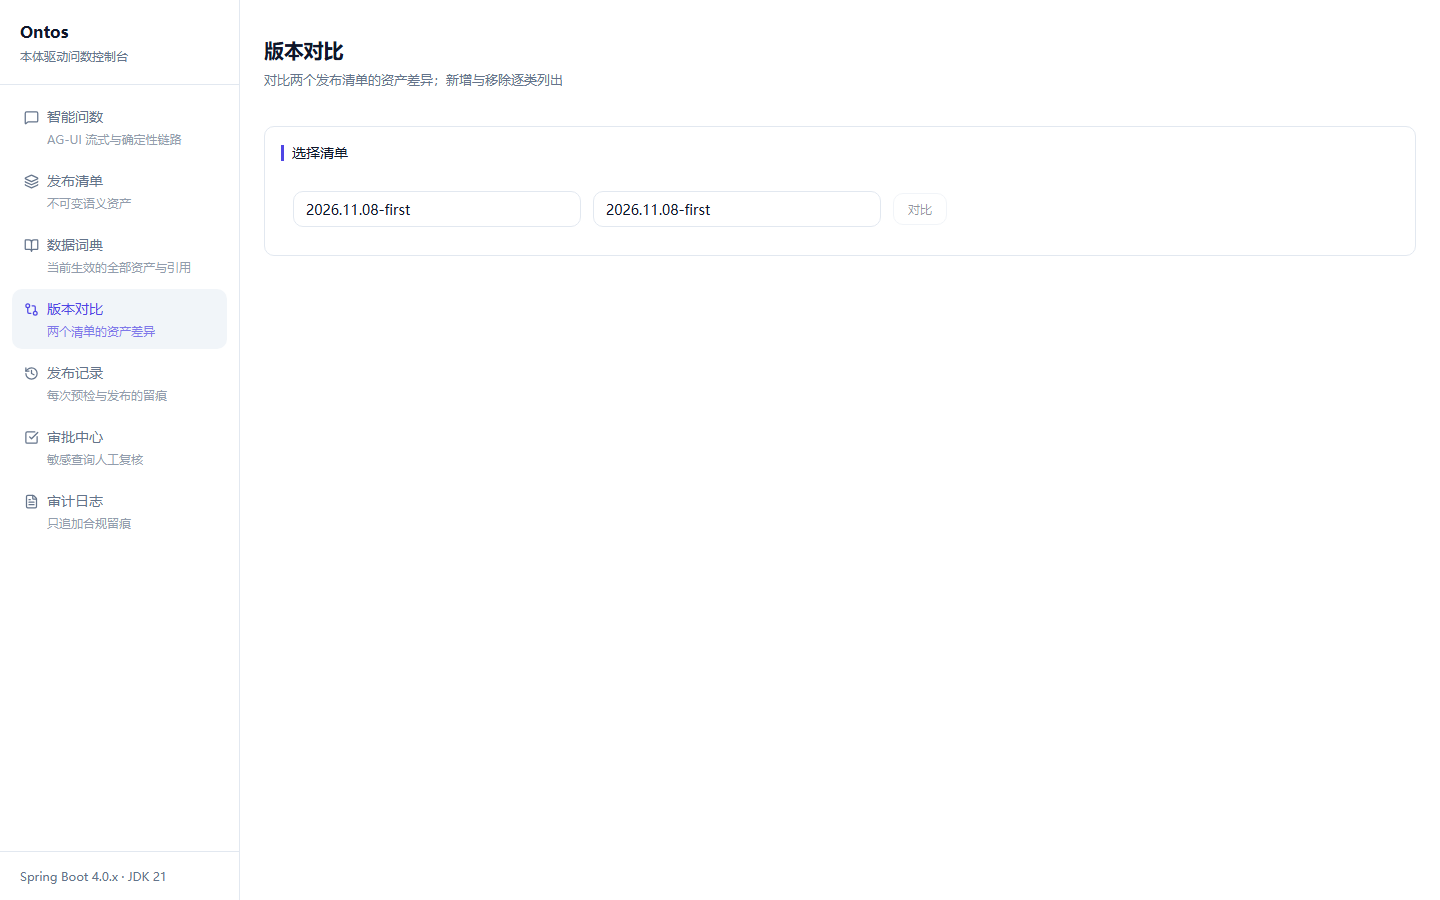 Ontos
本体驱动问数控制台
智能问数
AG-UI 流式与确定性链路
发布清单
不可变语义资产
数据词典
当前生效的全部资产与引用
版本对比
两个清单的资产差异
发布记录
每次预检与发布的留痕
审批中心
敏感查询人工复核
审计日志
只追加合规留痕
Spring Boot 4.0.x · JDK 21
版本对比
对比两个发布清单的资产差异；新增与移除逐类列出
选择清单
2026.11.08-first
2026.11.08-first
对比